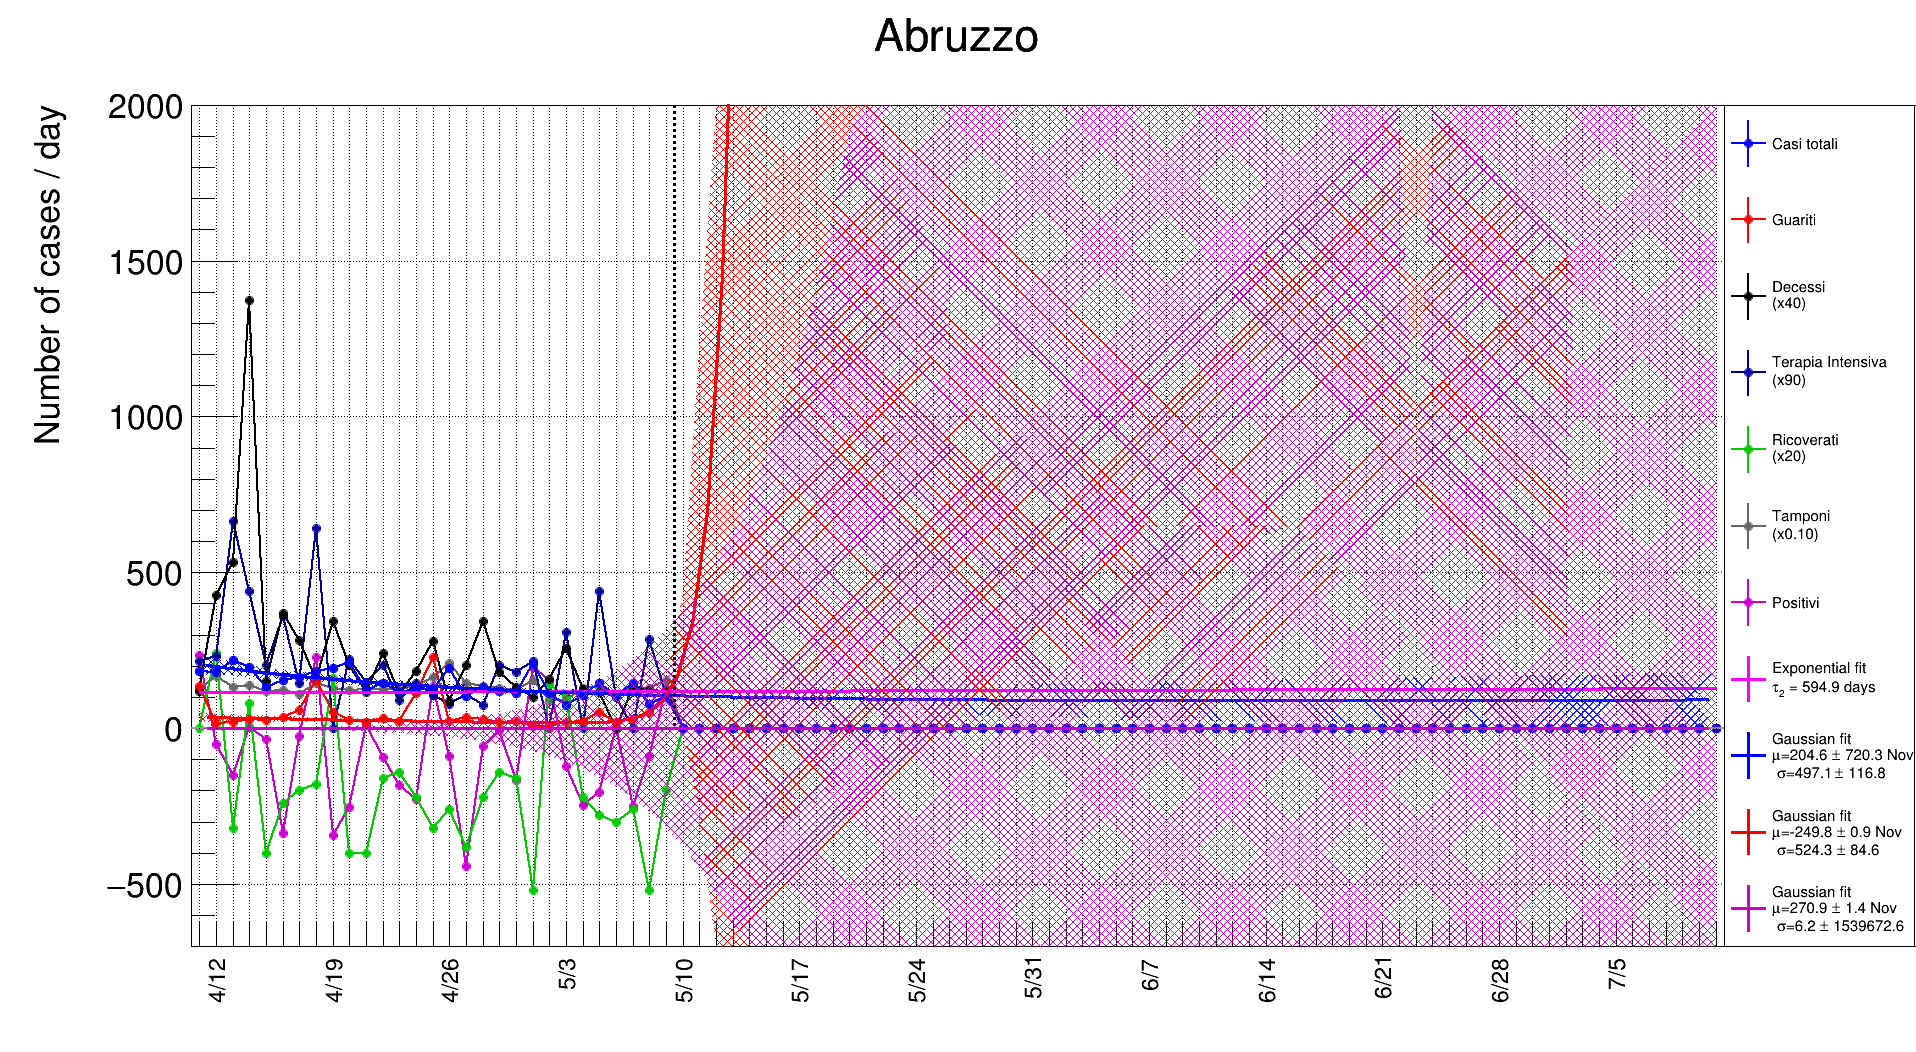 Abruzzo
Number of cases / day
2000
1500
1000
500
0
−500
4/12
4/19
4/26
5/3
5/10
5/17
5/24
5/31
6/7
6/14
6/21
6/28
7/5
Casi totali
Guariti
Decessi
(x40)
Terapia Intensiva
(x90)
Ricoverati
(x20)
Tamponi
(x0.10)
Positivi
Exponential fit
τ2 = 594.9 days
Gaussian fit
μ=204.6 ± 720.3 Nov
σ=497.1 ± 116.8
Gaussian fit
μ=-249.8 ± 0.9 Nov
σ=524.3 ± 84.6
Gaussian fit
μ=270.9 ± 1.4 Nov
σ=6.2 ± 1539672.6